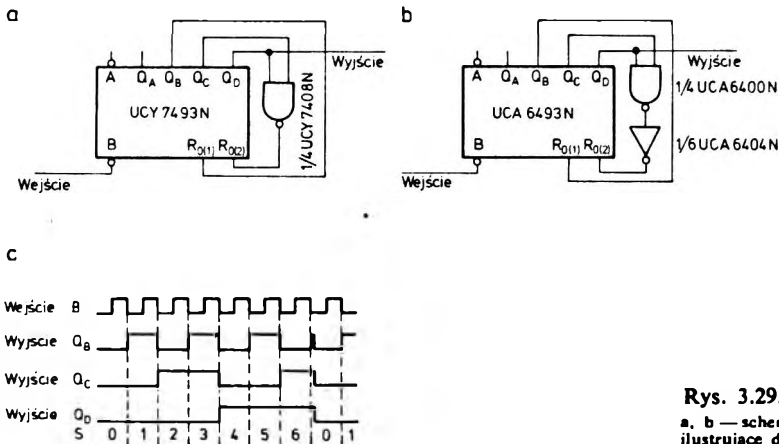 a
A Q_A Q_B Q_C Q_D
Wyjście
UCY 7493N
1/4 UCY 7408N
B R_0(1) R_0(2)
Wejście
b
A Q_A Q_B Q_C Q_D
Wyjście
1/4 UCA 6400N
UCA 6493N
1/6 UCA 6404N
B R_0(1) R_0(2)
Wejście
c
Wejście B
Wyjscie Q_B
Wyjście Q_C
Wyjście Q_D
S 0 1 2 3 4 5 6 0 1
Rys. 3.29
a, b — schem
ilustrujące d